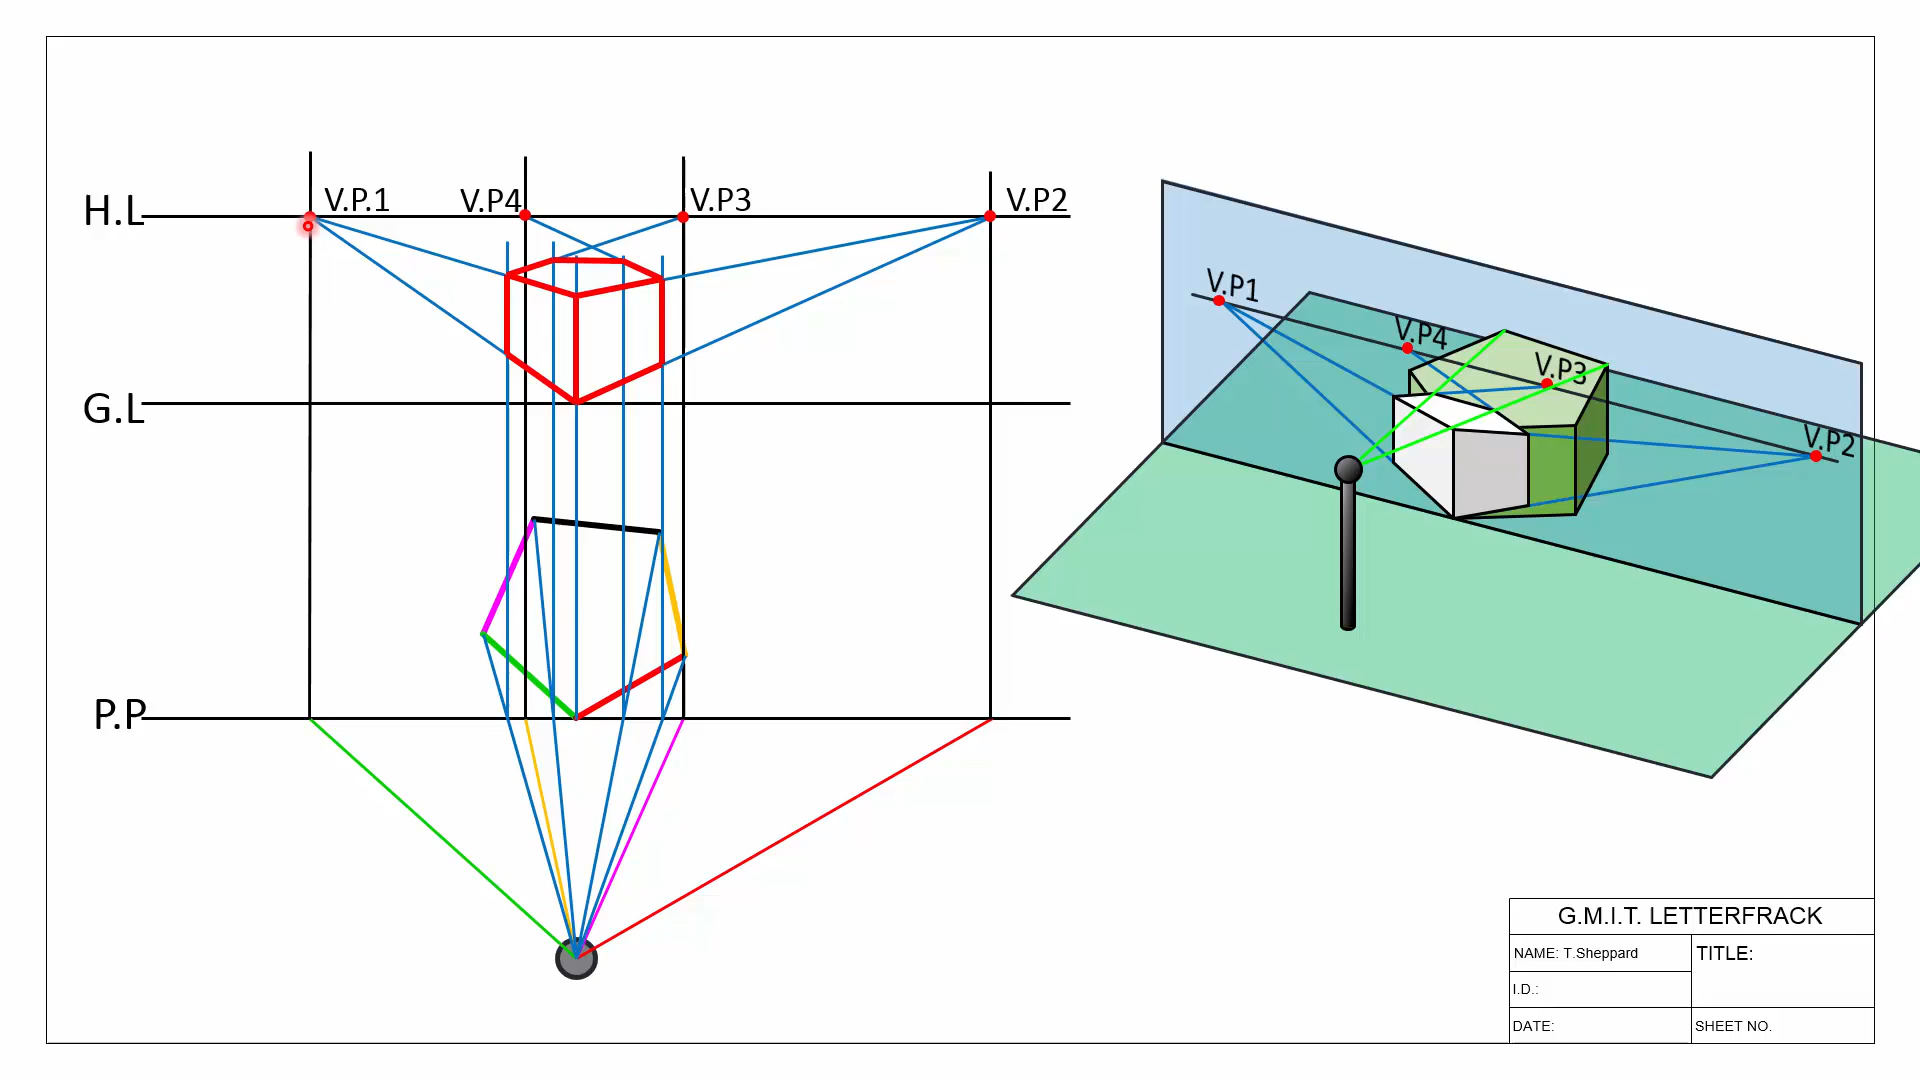 H.L
V.P.1
V.P4
V.P3
V.P2
G.L
P.P
V.P1
V.P4
V.P3
V.P2
G.M.I.T. LETTERFRACK
NAME: T.Sheppard
TITLE:
I.D.:
DATE:
SHEET NO.